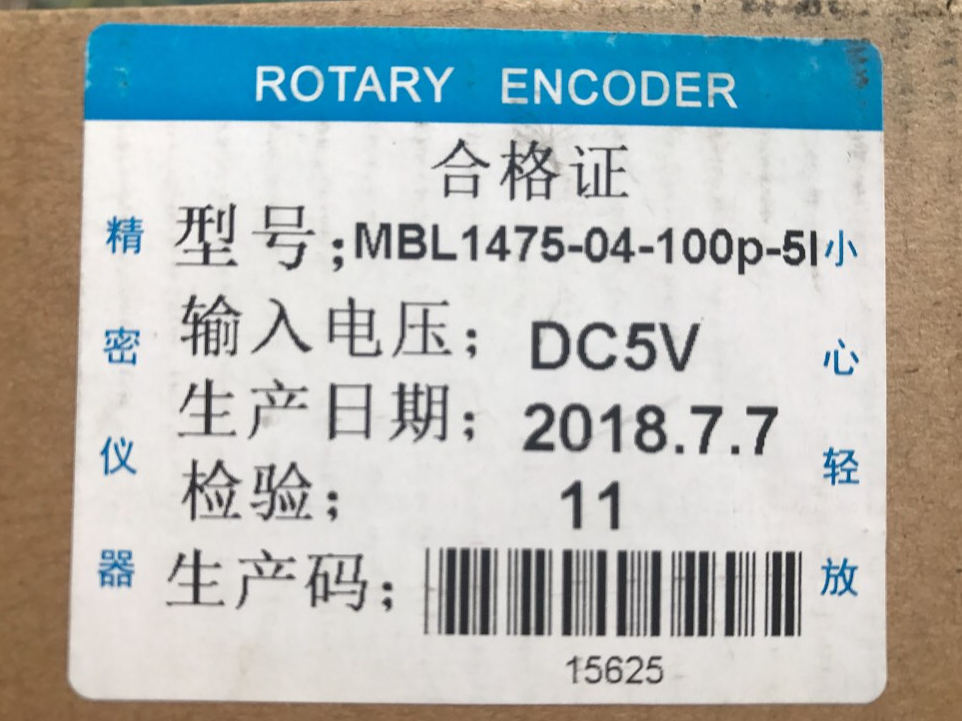 ROTARY ENCODER
合格证
型号;MBL1475-04-100p-5l
输入电压; DC5V
生产日期; 2018.7.7
检验; 11
生产码;
15625
精密仪器
小心轻放